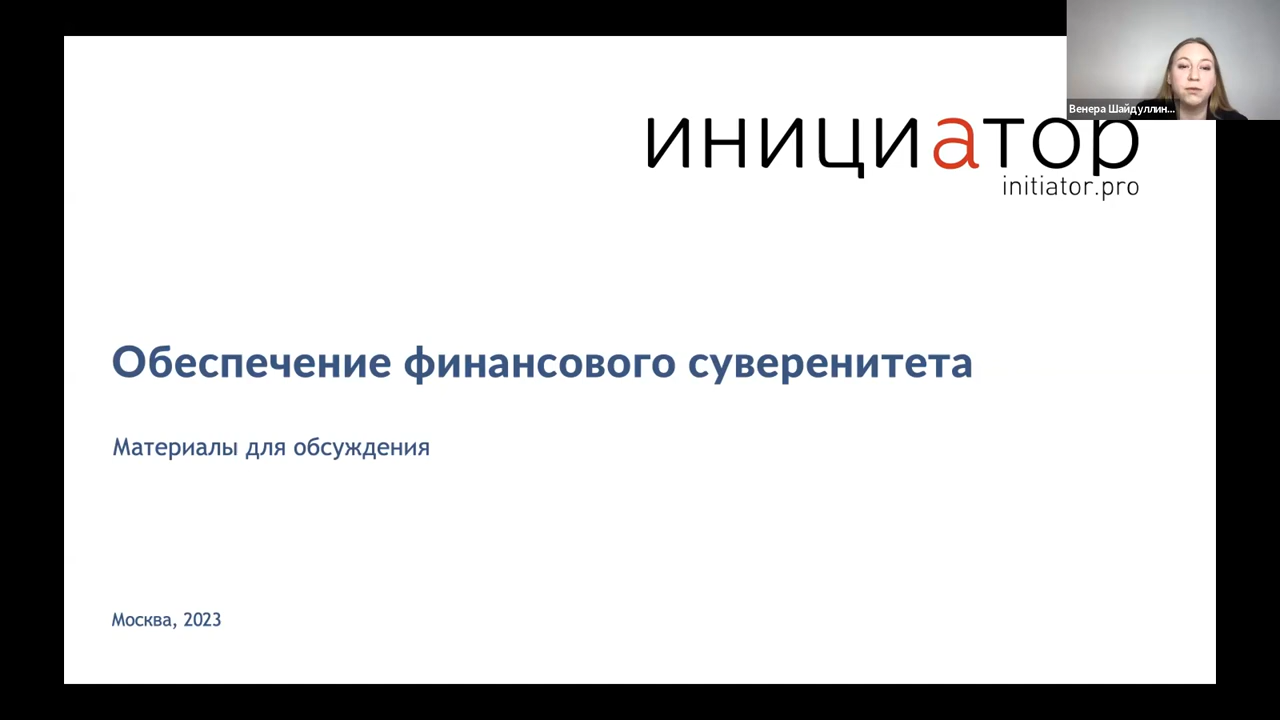 Венера Шайдуллин...
инициатор
initiator.pro
Обеспечение финансового суверенитета
Материалы для обсуждения
Москва, 2023